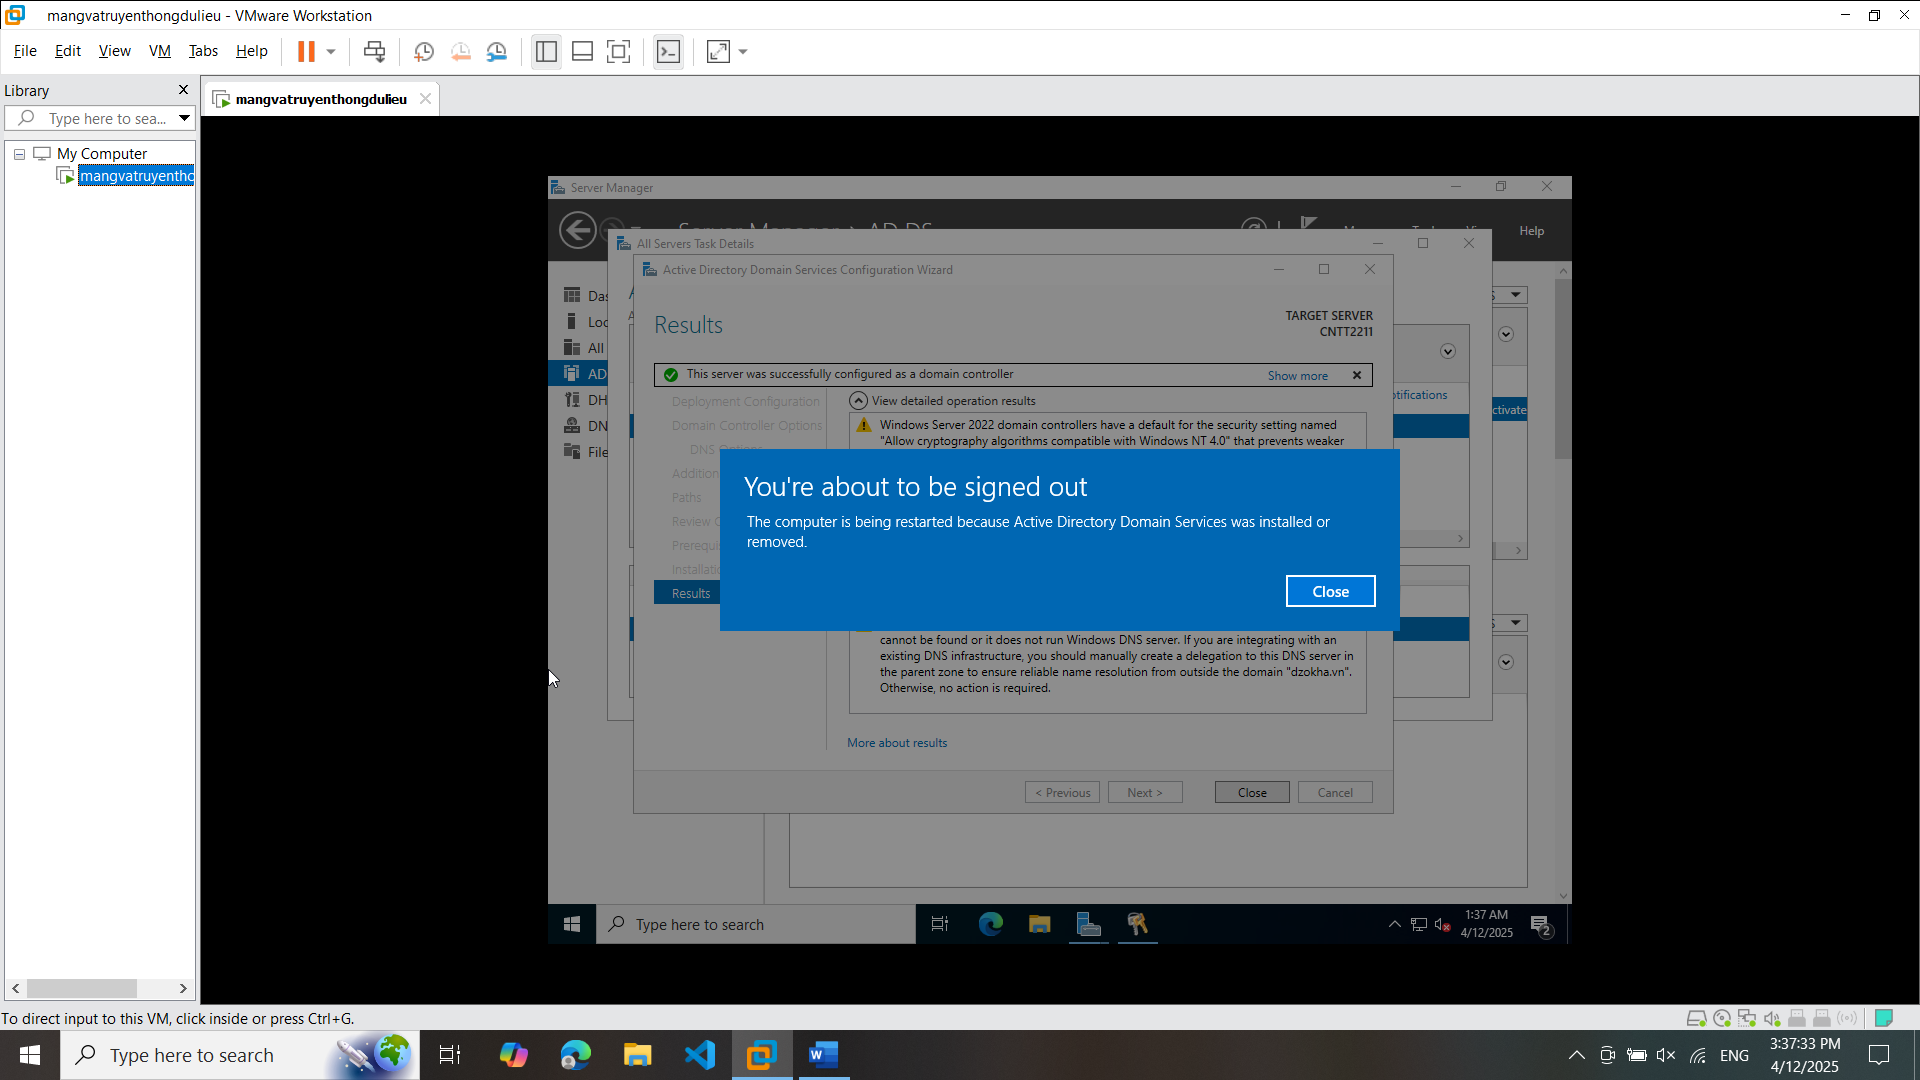 mangvatruyenthongdulieu - VMware Workstation
File Edit View VM Tabs Help
Library
mangvatruyenthongdulieu
Type here to sea...
My Computer
mangvatruyenthc
Server Manager
Help
All Servers Task Details
Active Directory Domain Services Configuration Wizard
Results
TARGET SERVER
CNTT2211
This server was successfully configured as a domain controller
Show more
Deployment Configuration
View detailed operation results
Domain Controller Options
Windows Server 2022 domain controllers have a default for the security setting named
"Allow cryptography algorithms compatible with Windows NT 4.0" that prevents weaker
Paths
You're about to be signed out
The computer is being restarted because Active Directory Domain Services was installed or
removed.
Close
Results
cannot be found or it does not run Windows DNS server. If you are integrating with an
existing DNS infrastructure, you should manually create a delegation to this DNS server in
the parent zone to ensure reliable name resolution from outside the domain "dzokha.vn".
Otherwise, no action is required.
More about results
< Previous
Next >
Close
Cancel
Type here to search
1:37 AM
4/12/2025
2
To direct input to this VM, click inside or press Ctrl+G.
Type here to search
ENG
3:37:33 PM
4/12/2025